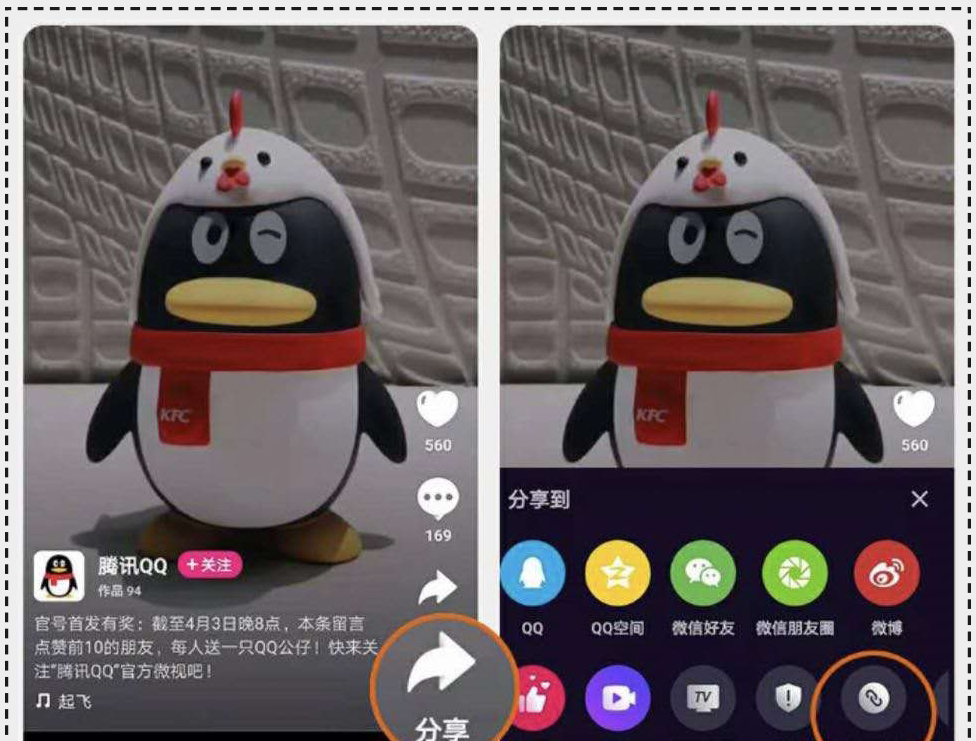 KFC
560
169
腾讯QQ
+关注
作品 94
官号首发有奖：截至4月3日晚8点，本条留言
点赞前10的朋友，每人送一只QQ公仔！快来关
注"腾讯QQ"官方微视吧！
起飞
分享
KFC
560
分享到
QQ
QQ空间
微信好友
微信朋友圈
微博
TV